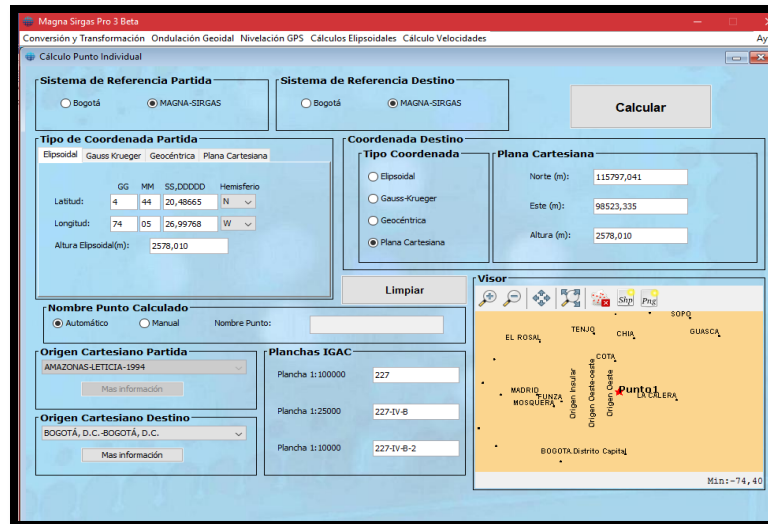 Magna Sirgas Pro 3 Beta
Conversión y Transformación Ondulación Geoidal Nivelación GPS Cálculos Elipsoidales Cálculo Velocidades Ay
Cálculo Punto Individual
Sistema de Referencia Partida
Bogotá MAGNA-SIRGAS
Sistema de Referencia Destino
Bogotá MAGNA-SIRGAS
Calcular
Tipo de Coordenada Partida
Elipsoidal Gauss Krueger Geocéntrica Plana Cartesiana
GG MM SS,DDDDD Hemisferio
Latitud: 4 44 20,48665 N
Longitud: 74 05 26,99768 W
Altura Elipsoidal(m): 2578,010
Coordenada Destino
Tipo Coordenada
Elipsoidal
Gauss-Krueger
Geocéntrica
Plana Cartesiana
Plana Cartesiana
Norte (m): 115797,041
Este (m): 98523,335
Altura (m): 2578,010
Limpiar
Nombre Punto Calculado
Automático Manual Nombre Punto:
Origen Cartesiano Partida
AMAZONAS-LETICIA-1994
Mas información
Origen Cartesiano Destino
BOGOTÁ, D.C.-BOGOTÁ, D.C.
Mas información
Planchas IGAC
Plancha 1:100000 227
Plancha 1:25000 227-IV-B
Plancha 1:10000 227-IV-B-2
Visor
Shp Png
SOPO
EL ROSAL TENJO CHIA GUASCA
COTA
MADRID FUNZA Punto1 LA CALERA
MOSQUERA
Origen Insular
Origen Oeste-oeste
Origen Oeste
BOGOTA.Distrito Capital
Min:-74,40